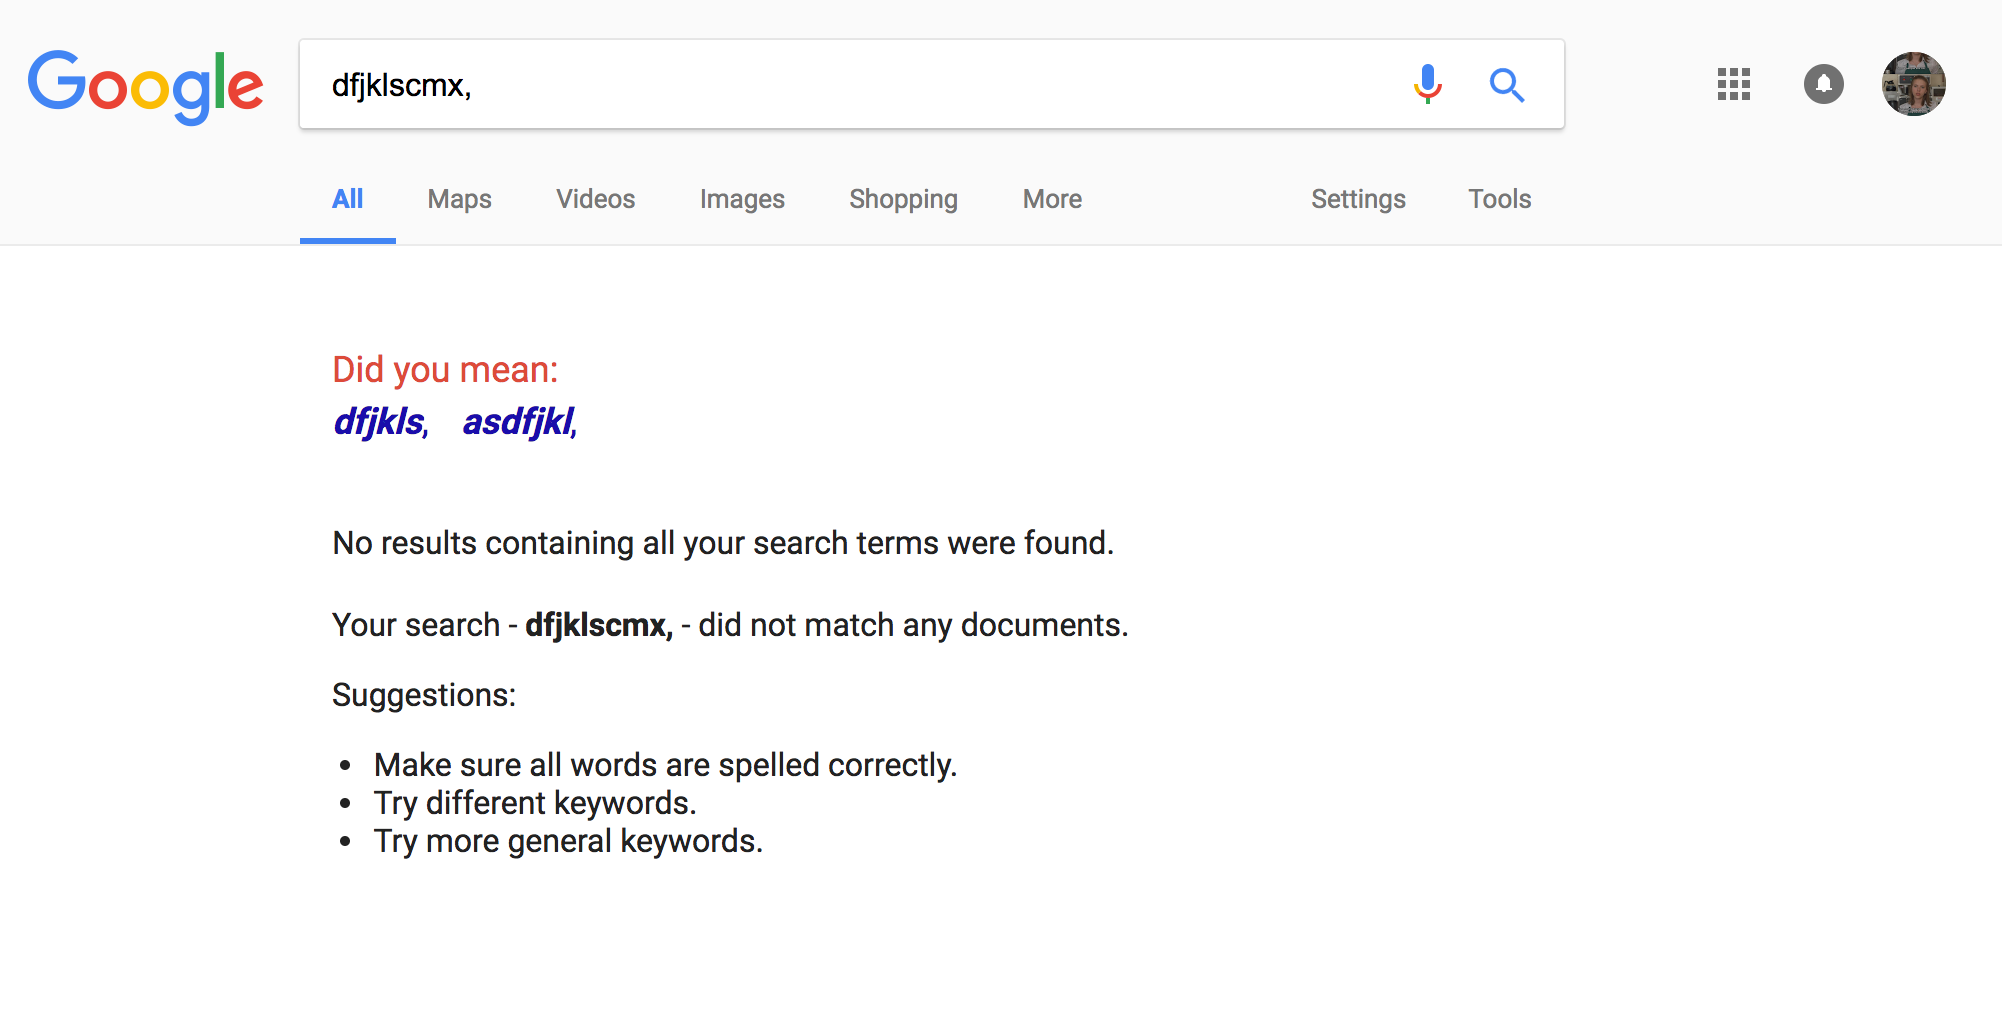 Google
dfjklscmx,
All Maps Videos Images Shopping More Settings Tools
Did you mean:
dfjkls, asdfjkl,
No results containing all your search terms were found.
Your search - dfjklscmx, - did not match any documents.
Suggestions:
• Make sure all words are spelled correctly.
• Try different keywords.
• Try more general keywords.